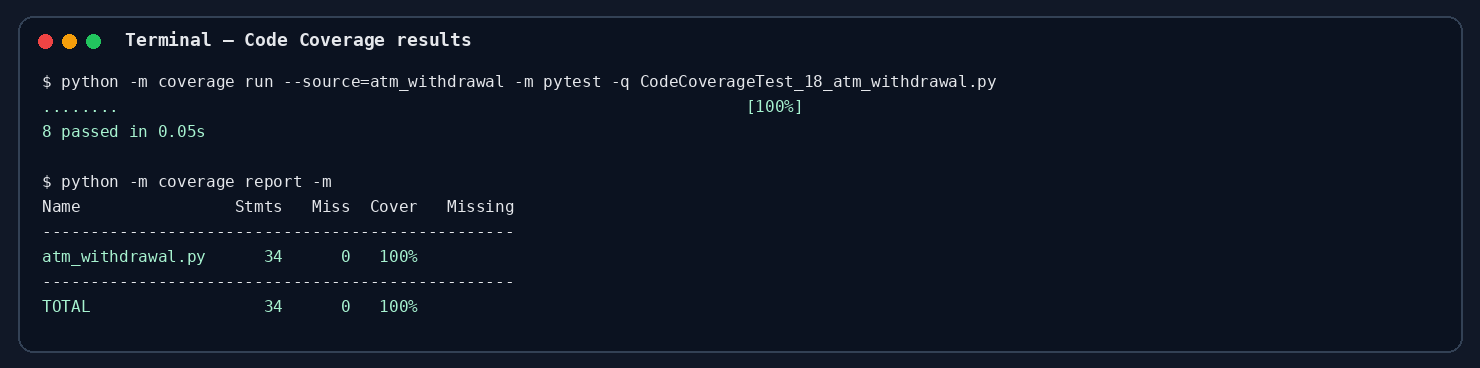 Terminal — Code Coverage results
$ python -m coverage run --source=atm_withdrawal -m pytest -q CodeCoverageTest_18_atm_withdrawal.py
........                                                                 [100%]
8 passed in 0.05s
$ python -m coverage report -m
Name                Stmts   Miss  Cover   Missing
-------------------------------------------------
atm_withdrawal.py      34      0   100%
-------------------------------------------------
TOTAL                  34      0   100%